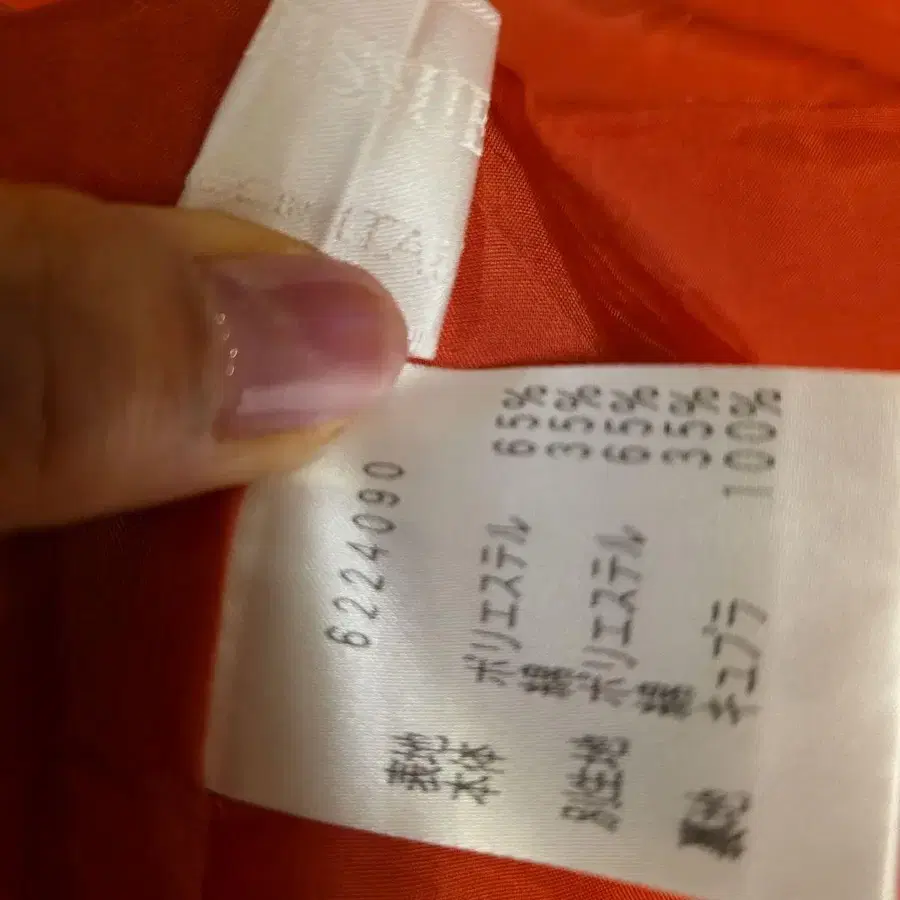 6224090
表地
本体 ポリエステル 65%
綿 35%
別生地 ポリエステル 65%
綿 35%
裏地 キュプラ 100%